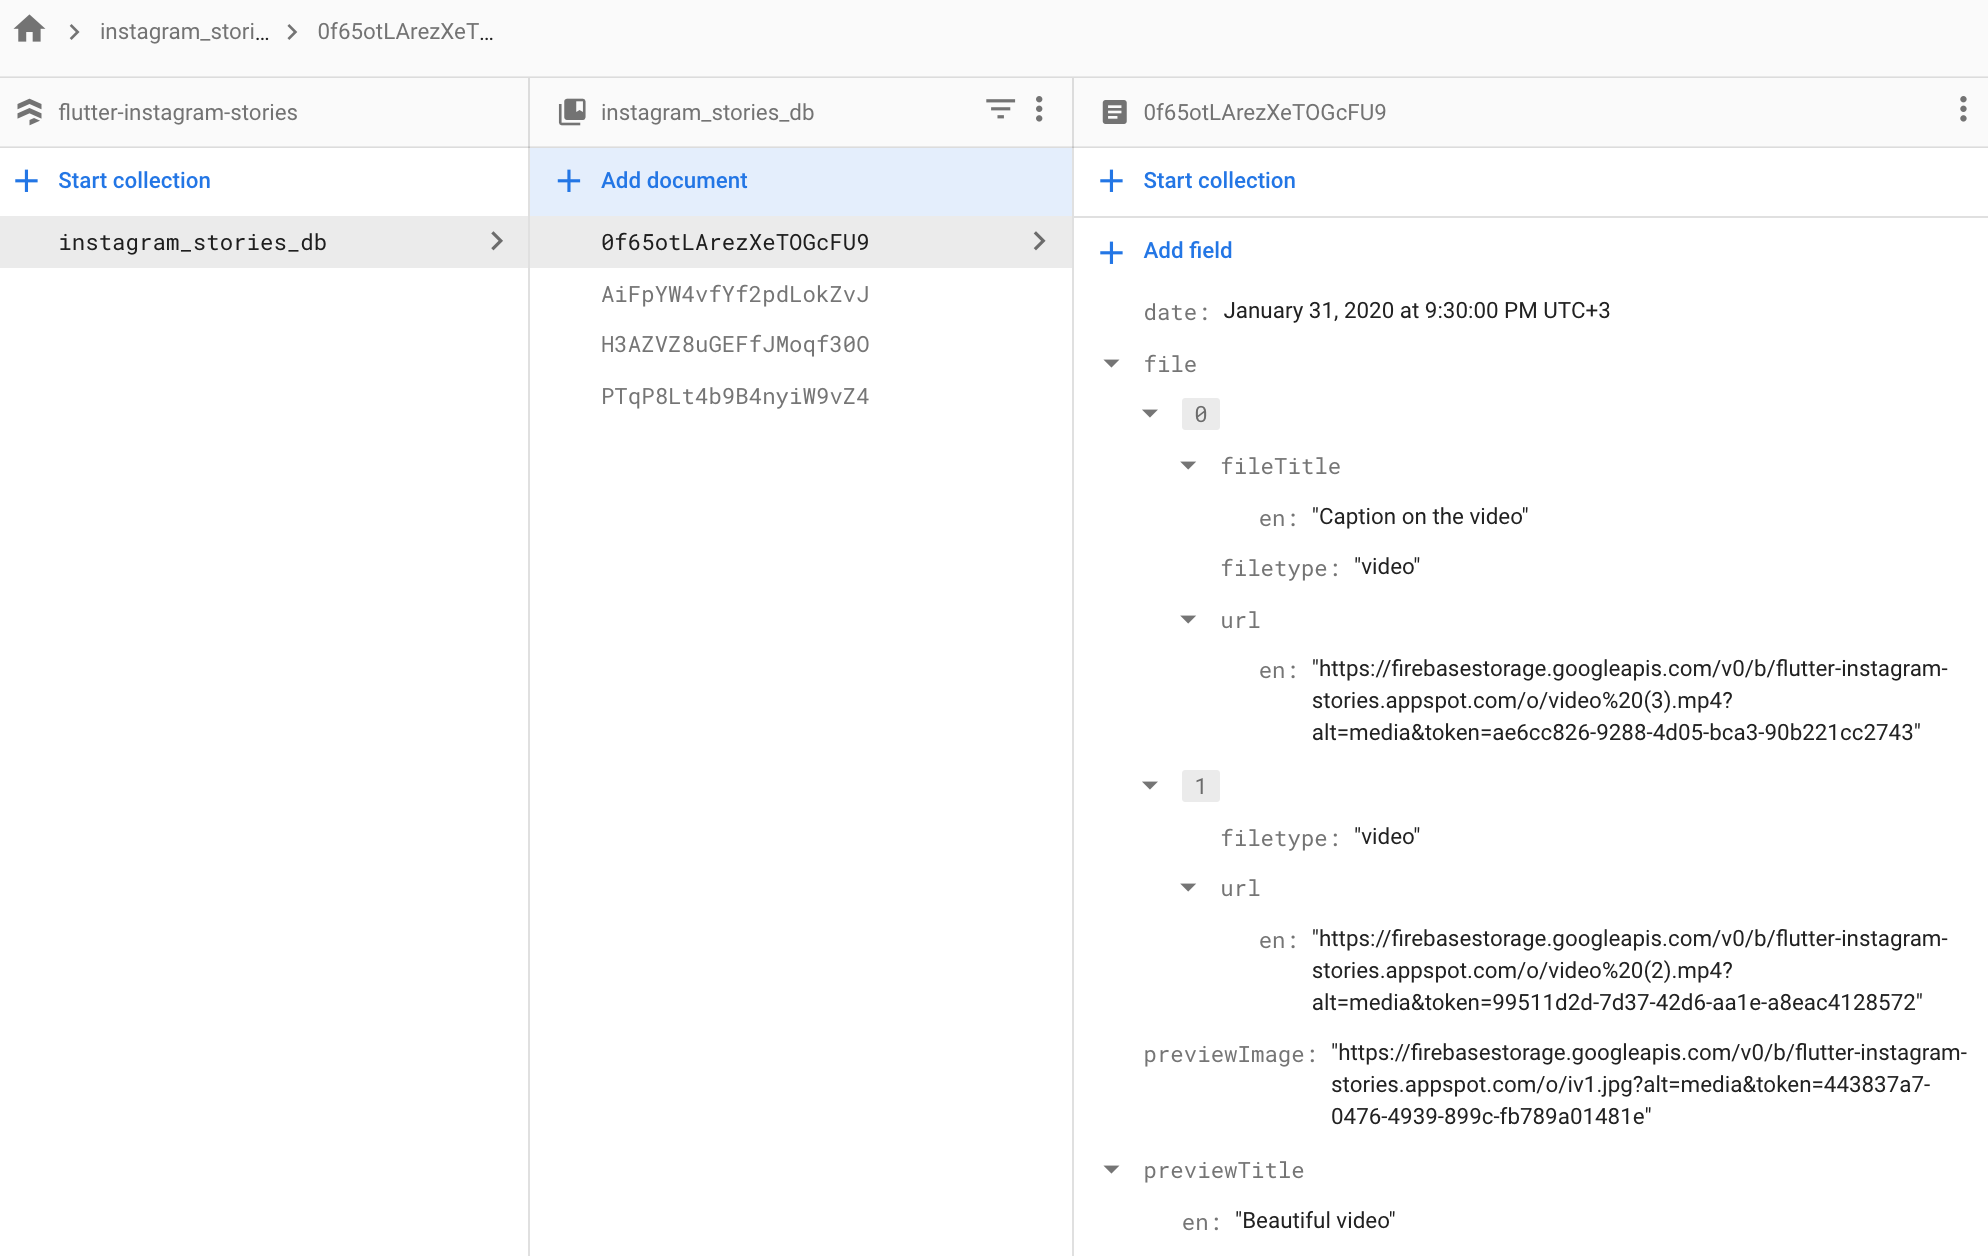 instagram_stori... 0f65otLArezXeT...
flutter-instagram-stories
Start collection
instagram_stories_db
instagram_stories_db
Add document
0f65otLArezXeTOGcFU9
AiFpYW4vfYf2pdLokZvJ
H3AZVZ8uGEFfJMoqf30O
PTqP8Lt4b9B4nyiW9vZ4
0f65otLArezXeTOGcFU9
Start collection
Add field
date: January 31, 2020 at 9:30:00 PM UTC+3
file
0
fileTitle
en: "Caption on the video"
filetype: "video"
url
en: "https://firebasestorage.googleapis.com/v0/b/flutter-instagram-
stories.appspot.com/o/video%20(3).mp4?
alt=media&token=ae6cc826-9288-4d05-bca3-90b221cc2743"
1
filetype: "video"
url
en: "https://firebasestorage.googleapis.com/v0/b/flutter-instagram-
stories.appspot.com/o/video%20(2).mp4?
alt=media&token=99511d2d-7d37-42d6-aa1e-a8eac4128572"
previewImage: "https://firebasestorage.googleapis.com/v0/b/flutter-instagram-
stories.appspot.com/o/iv1.jpg?alt=media&token=443837a7-
0476-4939-899c-fb789a01481e"
previewTitle
en: "Beautiful video"